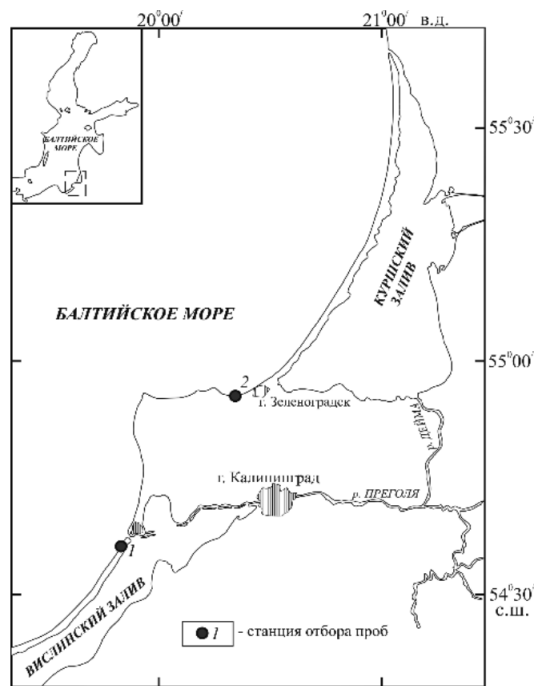 20°00′
21°00′ в.д.
БАЛТИЙСКОЕ
МОРЕ
55°30′
КУРШСКИЙ
ЗАЛИВ
БАЛТИЙСКОЕ МОРЕ
55°00′
2
г. Зеленоградск
р. ДЕЙМА
г. Калининград
р. ПРЕГОЛЯ
1
54°30′
с.ш.
ВИСЛИНСКИЙ ЗАЛИВ
1 - станция отбора проб